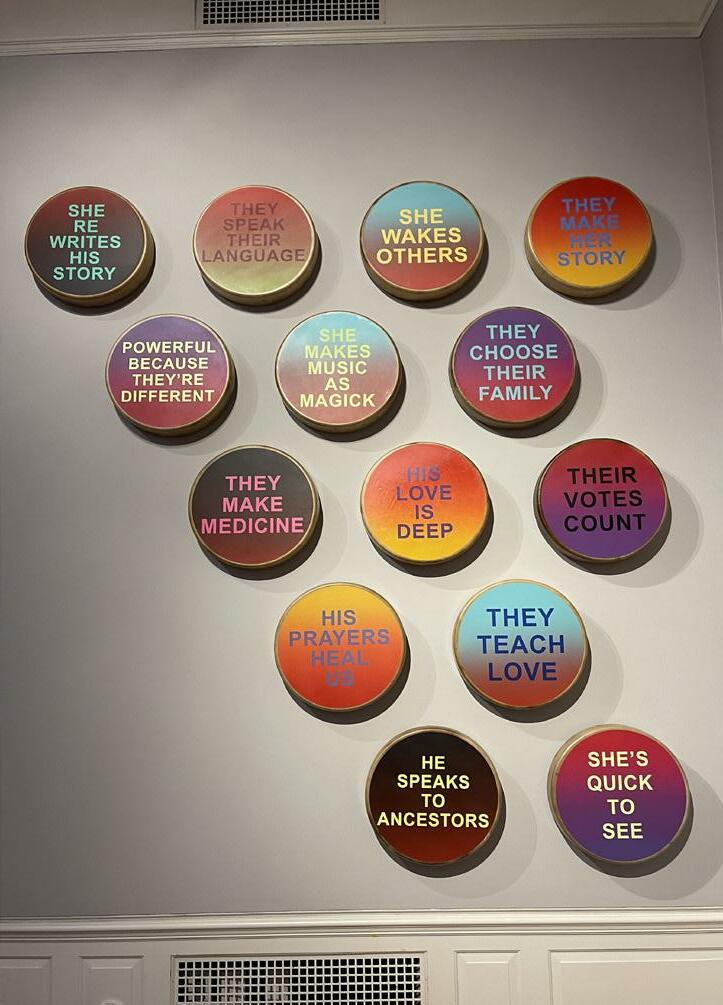 SHE
RE
WRITES
HIS
STORY
THEY
SPEAK
THEIR
LANGUAGE
SHE
WAKES
OTHERS
THEY
MAKE
HER
STORY
POWERFUL
BECAUSE
THEY'RE
DIFFERENT
SHE
MAKES
MUSIC
AS
MAGICK
THEY
CHOOSE
THEIR
FAMILY
THEY
MAKE
MEDICINE
HIS
LOVE
IS
DEEP
THEIR
VOTES
COUNT
HIS
PRAYERS
HEAL
US
THEY
TEACH
LOVE
HE
SPEAKS
TO
ANCESTORS
SHE'S
QUICK
TO
SEE